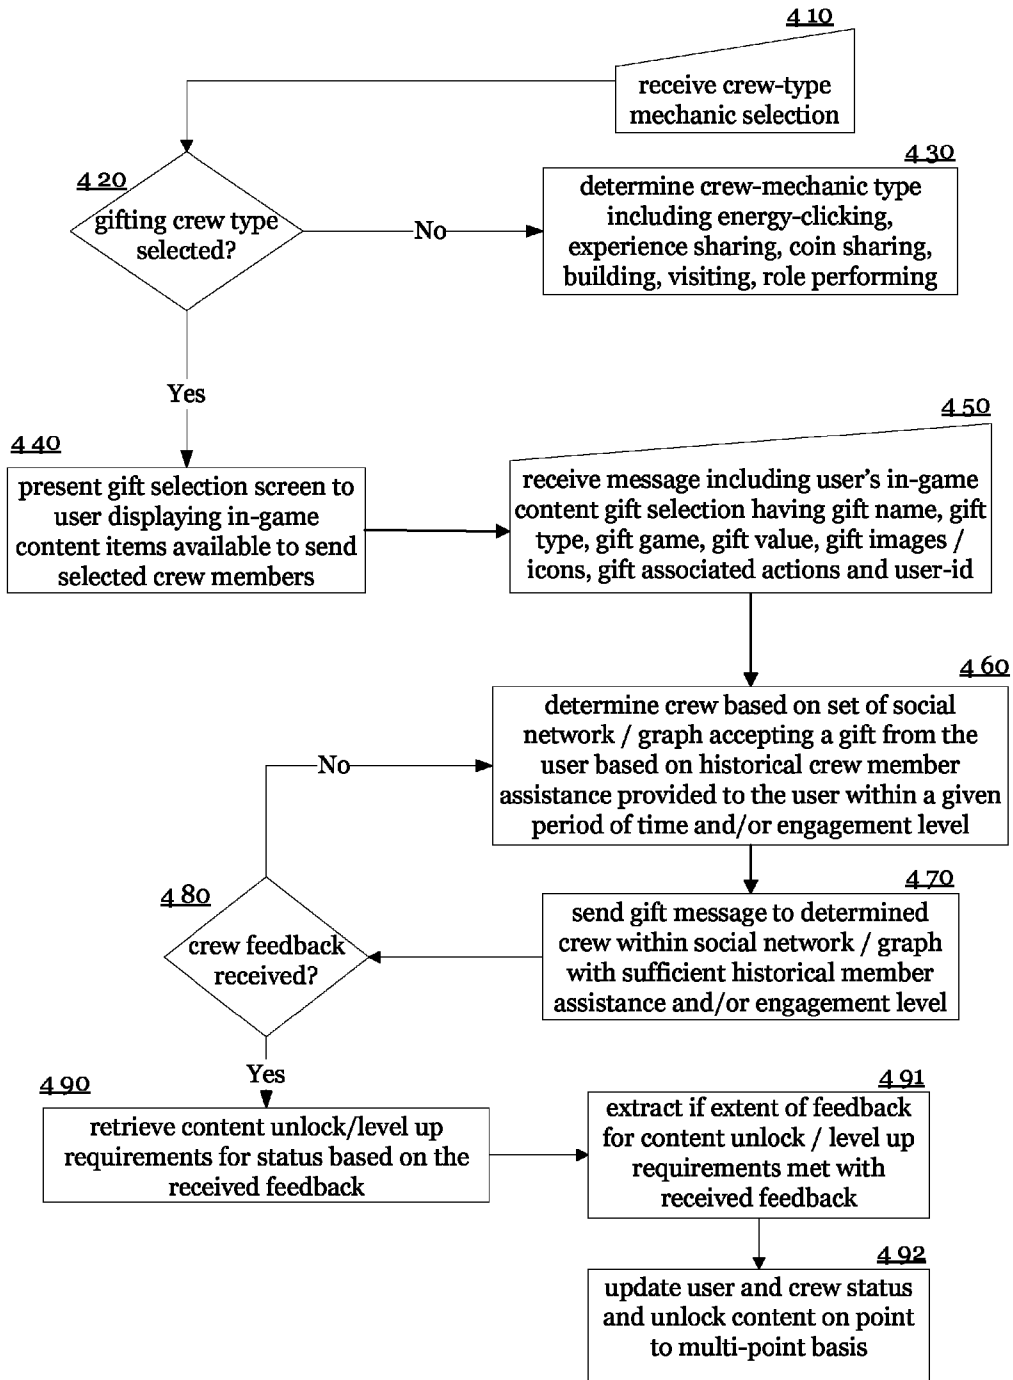 410
receive crew-type
mechanic selection
420
gifting crew type
selected?
No
430
determine crew-mechanic type
including energy-clicking,
experience sharing, coin sharing,
building, visiting, role performing
Yes
440
present gift selection screen to
user displaying in-game
content items available to send
selected crew members
450
receive message including user's in-game
content gift selection having gift name, gift
type, gift game, gift value, gift images /
icons, gift associated actions and user-id
460
determine crew based on set of social
network / graph accepting a gift from the
user based on historical crew member
assistance provided to the user within a given
period of time and/or engagement level
No
470
send gift message to determined
crew within social network / graph
with sufficient historical member
assistance and/or engagement level
480
crew feedback
received?
Yes
490
retrieve content unlock/level up
requirements for status based on the
received feedback
491
extract if extent of feedback
for content unlock / level up
requirements met with
received feedback
492
update user and crew status
and unlock content on point
to multi-point basis